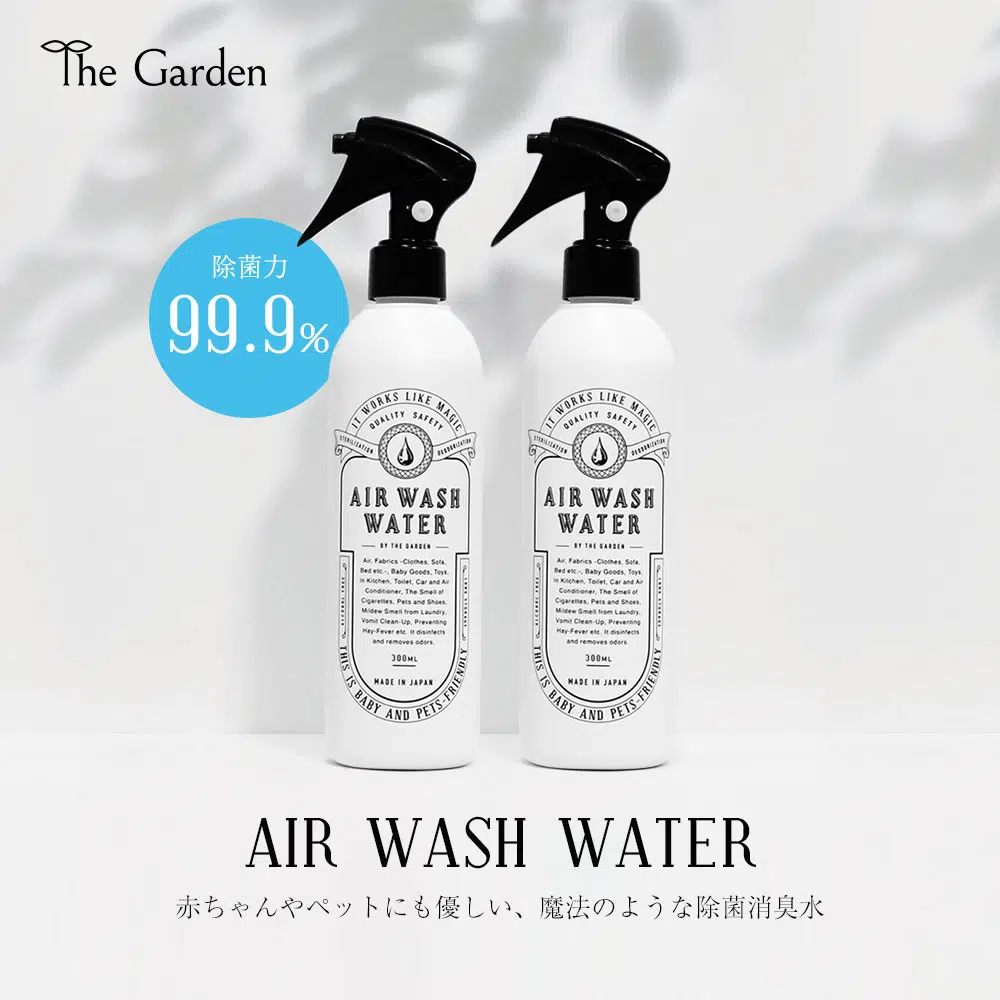 The Garden
除菌力
99.9%
IT WORKS LIKE MAGIC
QUALITY SAFETY
STERILIZATION
DEODORIZATION
AIR WASH
WATER
BY THE GARDEN
Air, Fabrics -Clothes, Sofa,
Bed etc.-, Baby Goods, Toys,
In Kitchen, Toilet, Car and Air
Conditioner, The Smell of
Cigarettes, Pets and Shoes,
Mildew Smell from Laundry,
Vomit Clean-Up, Preventing
Hay-Fever etc. It disinfects
and removes odors.
300ML
MADE IN JAPAN
THIS IS BABY AND PETS-FRIENDLY
IT WORKS LIKE MAGIC
QUALITY SAFETY
STERILIZATION
DEODORIZATION
AIR WASH
WATER
BY THE GARDEN
Air, Fabrics -Clothes, Sofa,
Bed etc.-, Baby Goods, Toys,
In Kitchen, Toilet, Car and Air
Conditioner, The Smell of
Cigarettes, Pets and Shoes,
Mildew Smell from Laundry,
Vomit Clean-Up, Preventing
Hay-Fever etc. It disinfects
and removes odors.
300ML
MADE IN JAPAN
THIS IS BABY AND PETS-FRIENDLY
AIR WASH WATER
赤ちゃんやペットにも優しい、魔法のような除菌消臭水